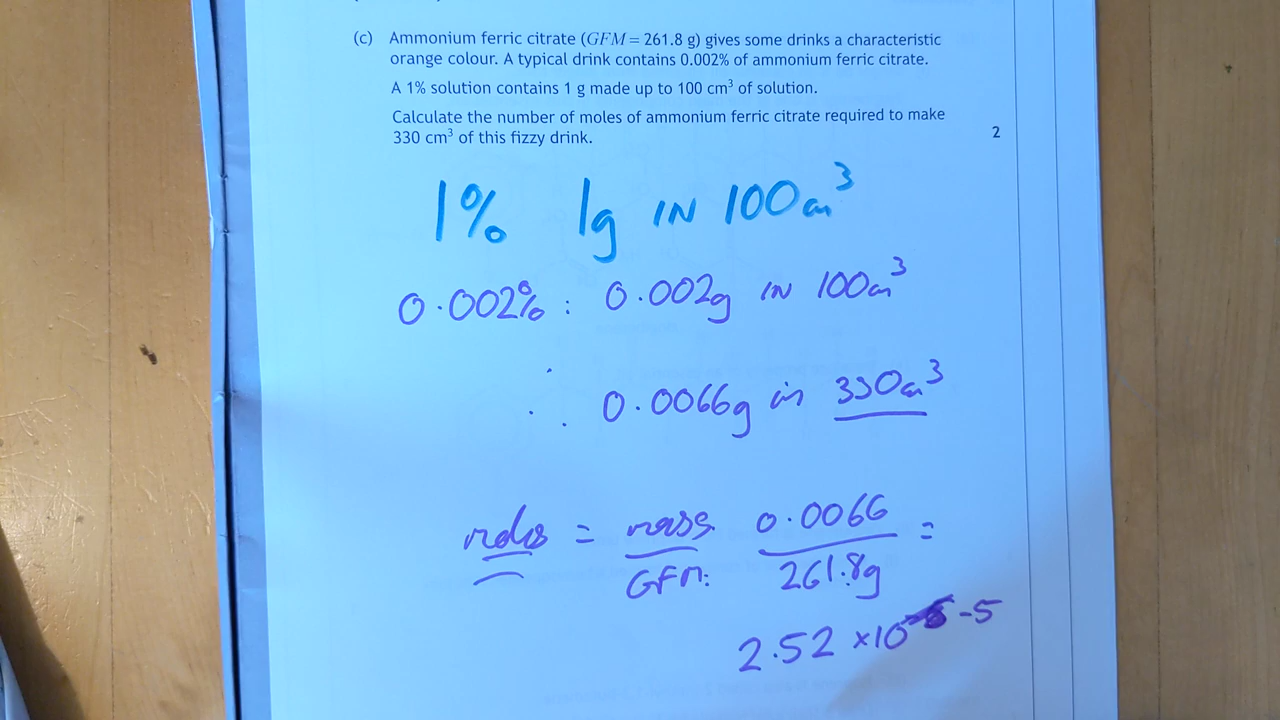 (c) Ammonium ferric citrate (GFM = 261.8 g) gives some drinks a characteristic
orange colour. A typical drink contains 0.002% of ammonium ferric citrate.
A 1% solution contains 1 g made up to 100 cm³ of solution.
Calculate the number of moles of ammonium ferric citrate required to make
330 cm³ of this fizzy drink.
2
1% 1g IN 100cm³
0.002% : 0.002g IN 100cm³
∴ 0.0066g in 330cm³
moles = mass 0.0066 =
GFM: 261.8g
2.52 ×10 -5